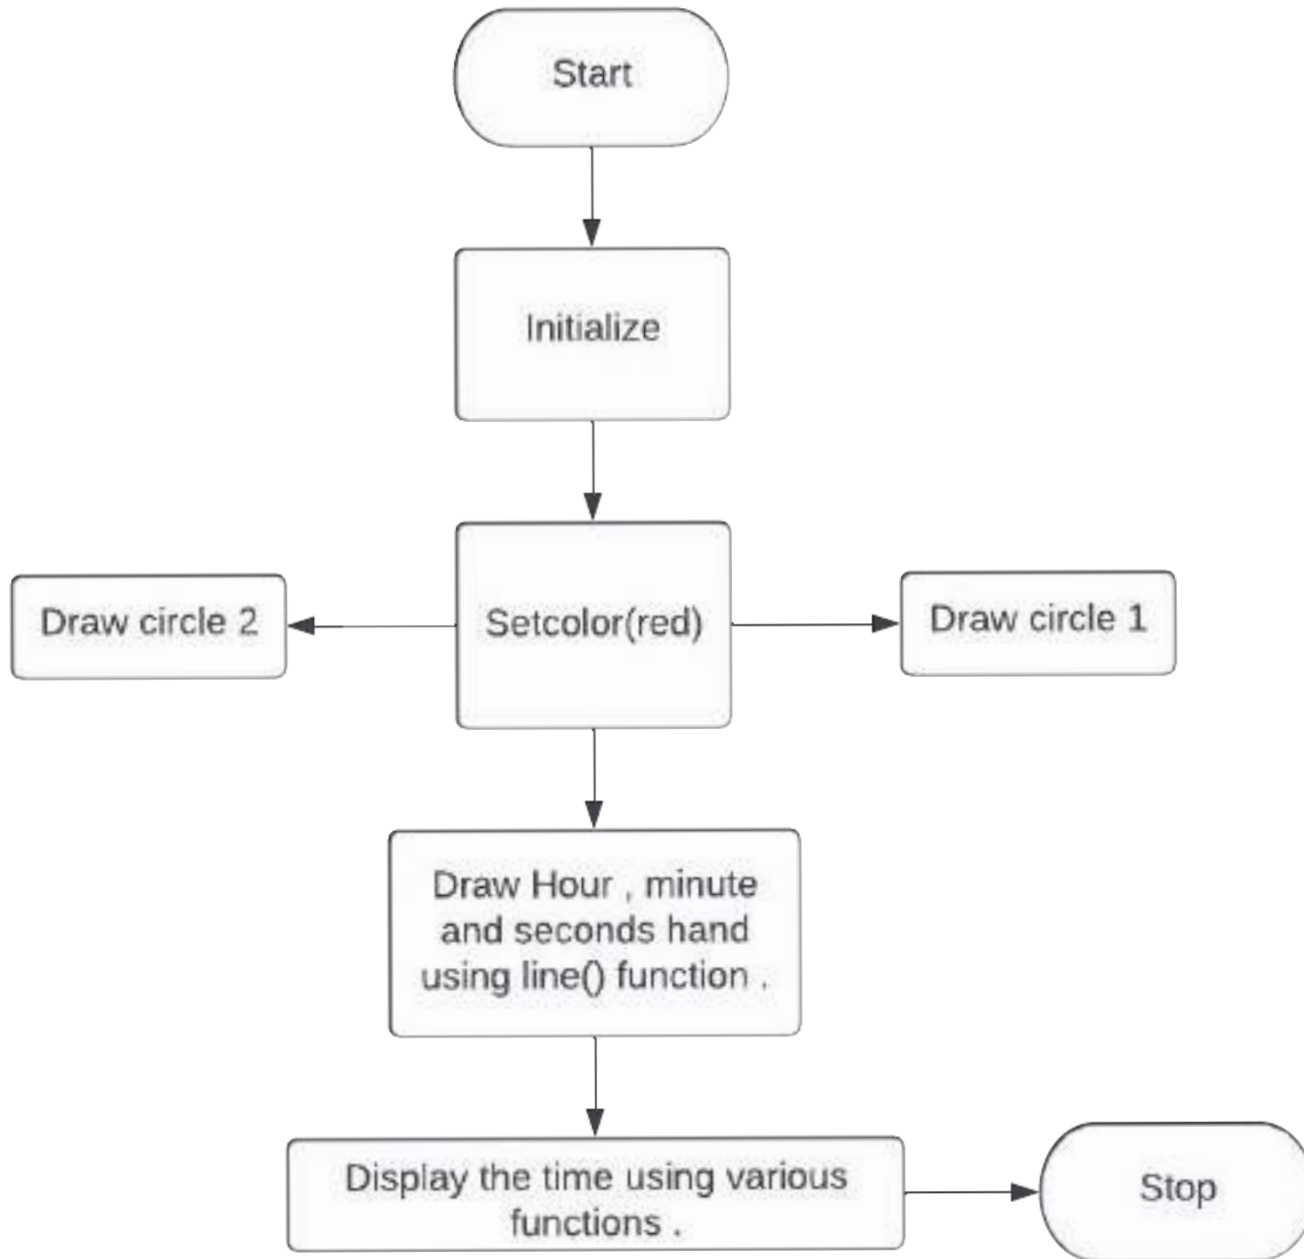 Start
Initialize
Draw circle 2
Setcolor(red)
Draw circle 1
Draw Hour , minute
and seconds hand
using line() function .
Display the time using various
functions .
Stop